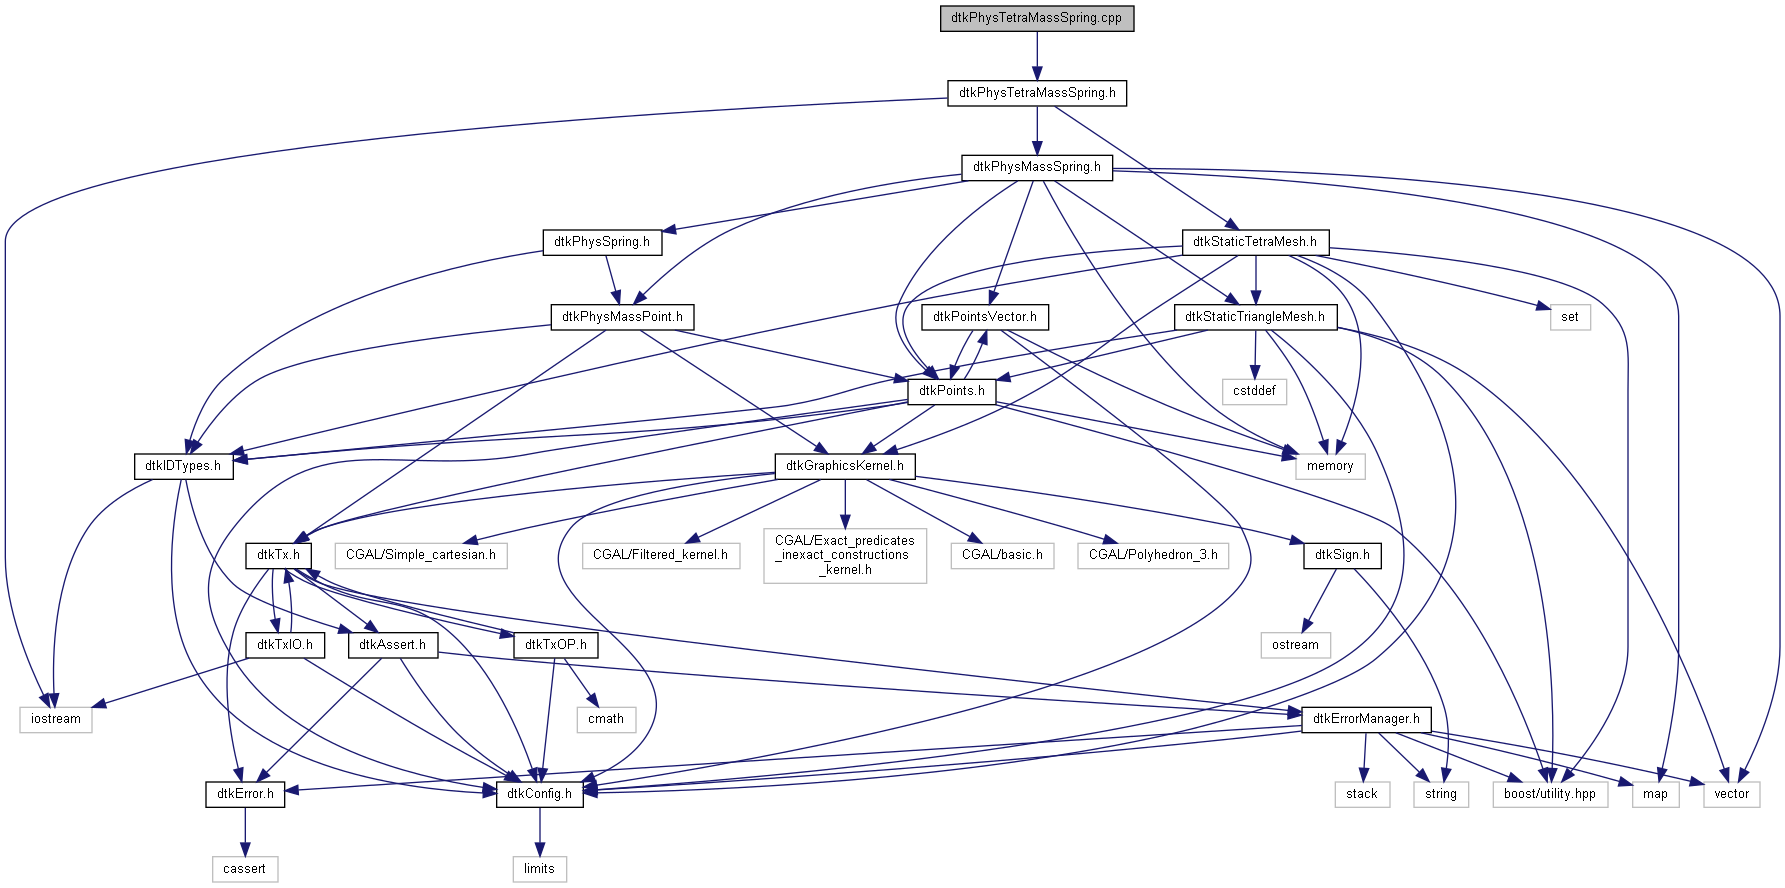 dtkPhysTetraMassSpring.cpp
dtkPhysTetraMassSpring.h
dtkPhysMassSpring.h
dtkPhysSpring.h
dtkStaticTetraMesh.h
dtkPhysMassPoint.h
dtkPointsVector.h
dtkStaticTriangleMesh.h
set
dtkPoints.h
cstddef
dtkIDTypes.h
dtkGraphicsKernel.h
memory
dtkTx.h
CGAL/Simple_cartesian.h
CGAL/Filtered_kernel.h
CGAL/Exact_predicates
_inexact_constructions
_kernel.h
CGAL/basic.h
CGAL/Polyhedron_3.h
dtkSign.h
dtkTxIO.h
dtkAssert.h
dtkTxOP.h
ostream
iostream
cmath
dtkErrorManager.h
dtkError.h
dtkConfig.h
stack
string
boost/utility.hpp
map
vector
cassert
limits